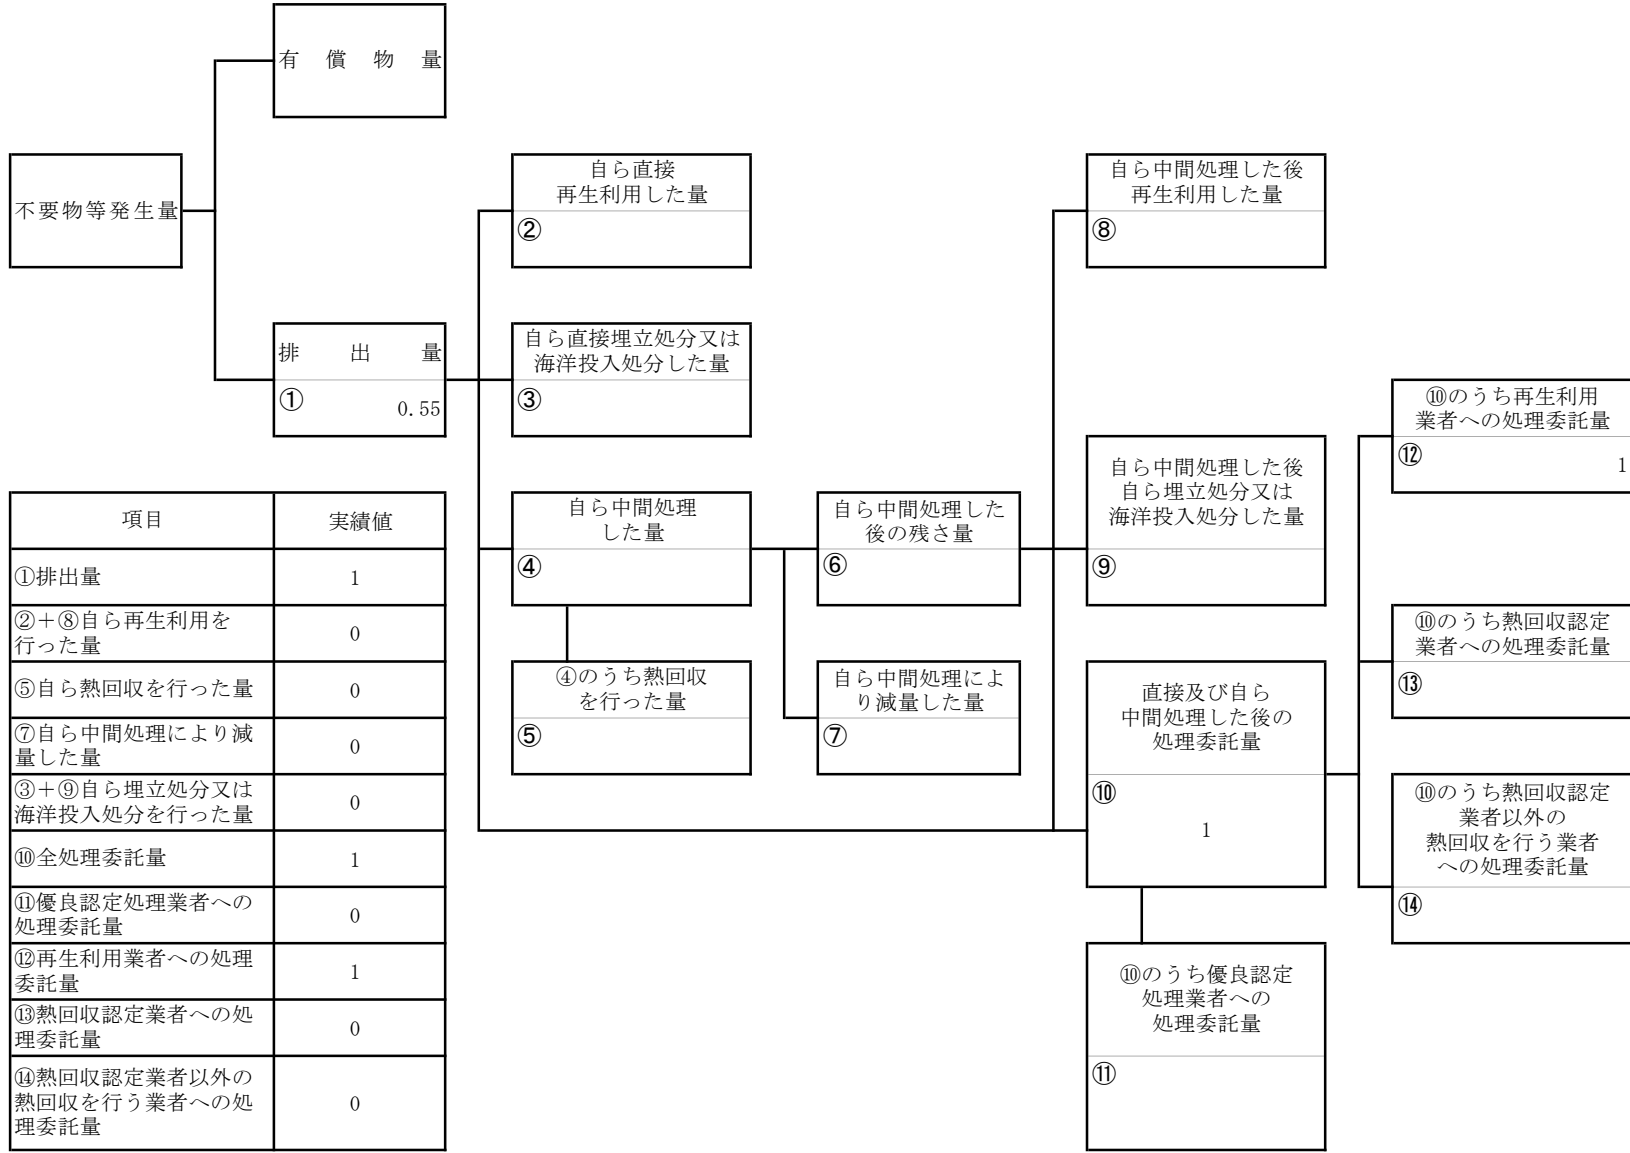 有償物量
不要物等発生量
自ら直接
再生利用した量
②
自ら中間処理した後
再生利用した量
⑧
排出量
①
0.55
自ら直接埋立処分又は
海洋投入処分した量
③
⑩のうち再生利用
業者への処理委託量
⑫
1
自ら中間処理
した量
④
自ら中間処理した
後の残さ量
⑥
自ら中間処理した後
自ら埋立処分又は
海洋投入処分した量
⑨
④のうち熱回収
を行った量
⑤
自ら中間処理によ
り減量した量
⑦
直接及び自ら
中間処理した後の
処理委託量
⑩
1
⑩のうち熱回収認定
業者への処理委託量
⑬
⑩のうち熱回収認定
業者以外の
熱回収を行う業者
への処理委託量
⑭
⑩のうち優良認定
処理業者への
処理委託量
⑪
項目 実績値
①排出量 1
②＋⑧自ら再生利用を
行った量 0
⑤自ら熱回収を行った量 0
⑦自ら中間処理により減
量した量 0
③＋⑨自ら埋立処分又は
海洋投入処分を行った量 0
⑩全処理委託量 1
⑪優良認定処理業者への
処理委託量 0
⑫再生利用業者への処理
委託量 1
⑬熱回収認定業者への処
理委託量 0
⑭熱回収認定業者以外の
熱回収を行う業者への処
理委託量 0